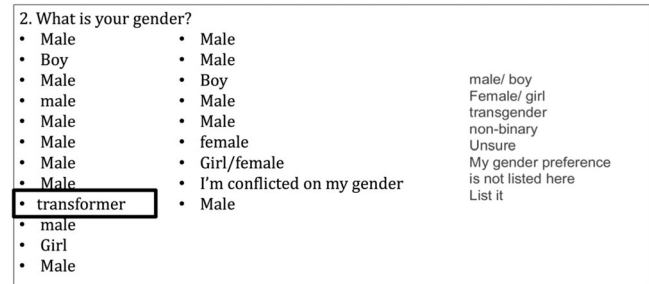 2. What is your gender?
• Male
• Boy
• Male
• male
• Male
• Male
• Male
• Male
• transformer
• male
• Girl
• Male
• Male
• Male
• Boy
• Male
• Male
• female
• Girl/female
• I'm conflicted on my gender
• Male
male/ boy
Female/ girl
transgender
non-binary
Unsure
My gender preference
is not listed here
List it